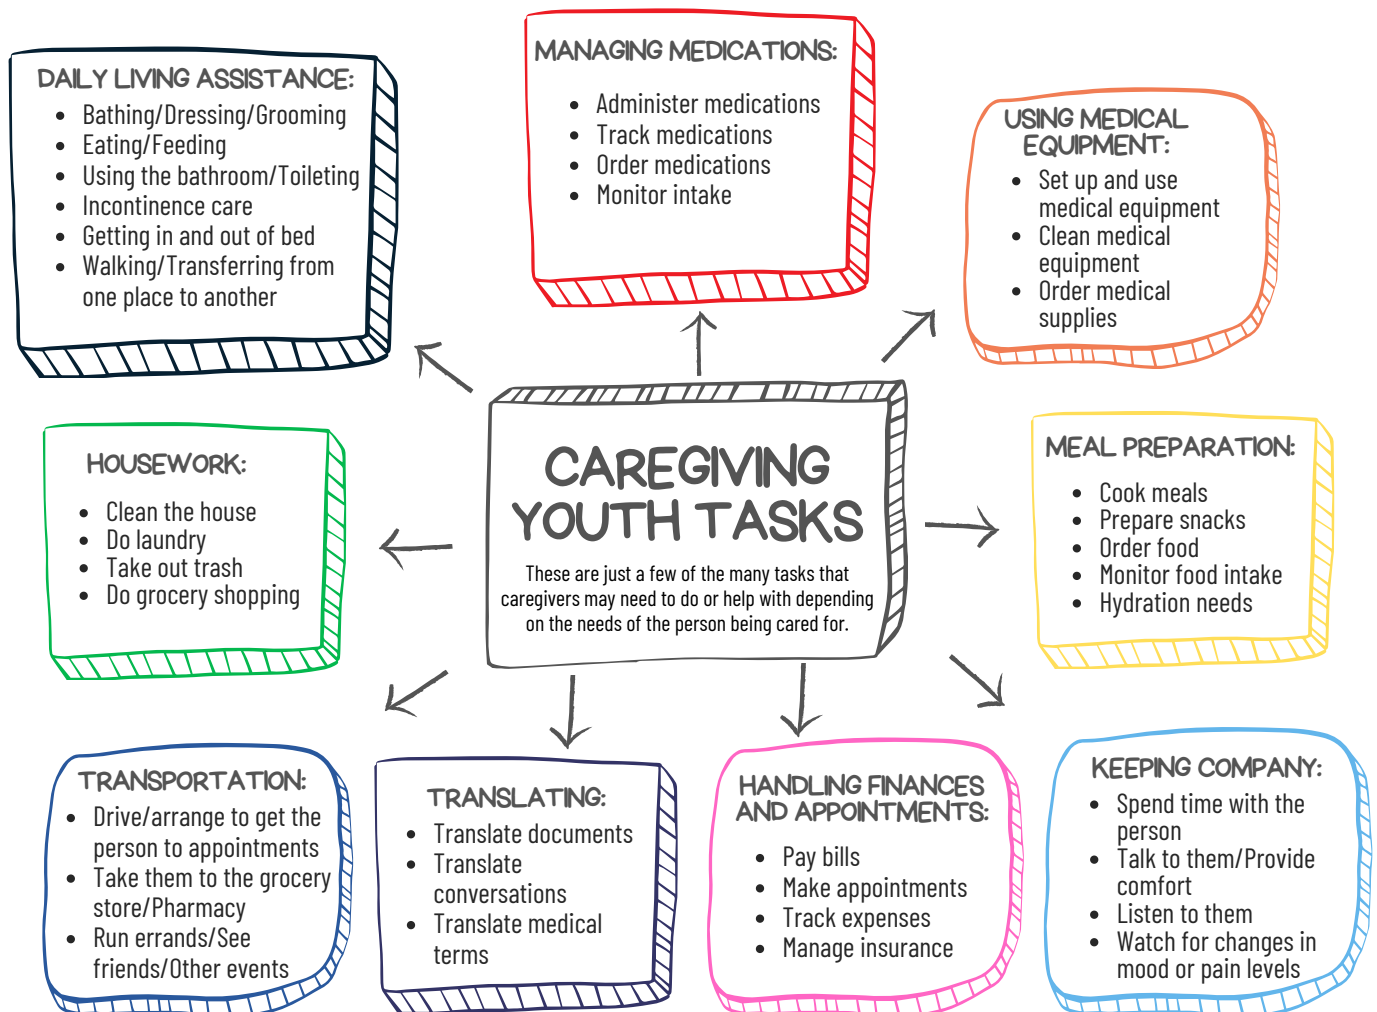 DAILY LIVING ASSISTANCE:
• Bathing/Dressing/Grooming
• Eating/Feeding
• Using the bathroom/Toileting
• Incontinence care
• Getting in and out of bed
• Walking/Transferring from
one place to another
MANAGING MEDICATIONS:
• Administer medications
• Track medications
• Order medications
• Monitor intake
USING MEDICAL
EQUIPMENT:
• Set up and use
medical equipment
• Clean medical
equipment
• Order medical
supplies
HOUSEWORK:
• Clean the house
• Do laundry
• Take out trash
• Do grocery shopping
CAREGIVING
YOUTH TASKS
These are just a few of the many tasks that
caregivers may need to do or help with depending
on the needs of the person being cared for.
MEAL PREPARATION:
• Cook meals
• Prepare snacks
• Order food
• Monitor food intake
• Hydration needs
TRANSPORTATION:
• Drive/arrange to get the
person to appointments
• Take them to the grocery
store/Pharmacy
• Run errands/See
friends/Other events
TRANSLATING:
• Translate documents
• Translate
conversations
• Translate medical
terms
HANDLING FINANCES
AND APPOINTMENTS:
• Pay bills
• Make appointments
• Track expenses
• Manage insurance
KEEPING COMPANY:
• Spend time with the
person
• Talk to them/Provide
comfort
• Listen to them
• Watch for changes in
mood or pain levels